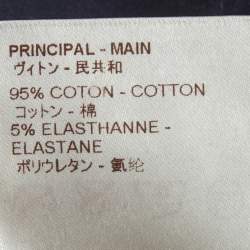 PRINCIPAL - MAIN
ヴィトン - 民共和
95% COTON - COTTON
コットン - 棉
5% ELASTHANNE -
ELASTANE
ポリウレタン - 氨纶